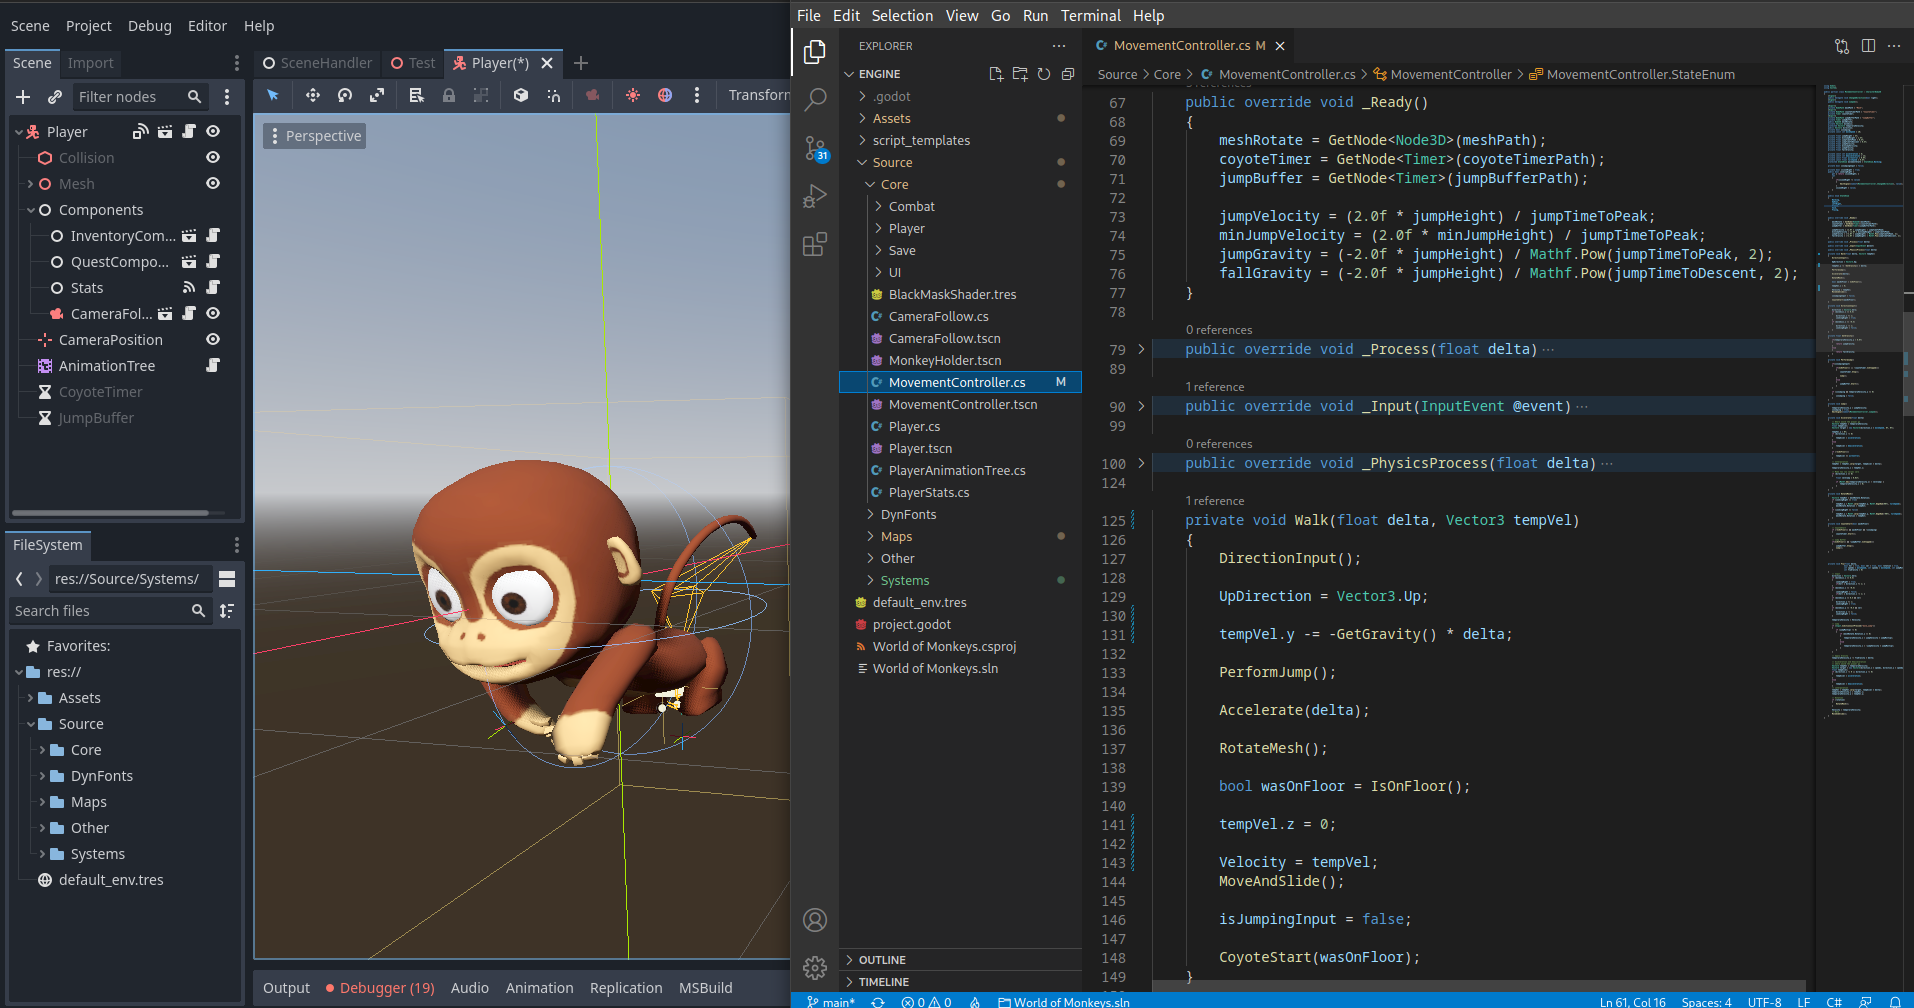 Scene Project Debug Editor Help
Scene Import
Filter nodes
Player
Collision
Mesh
Components
InventoryCom...
QuestCompo...
Stats
CameraFol...
CameraPosition
AnimationTree
CoyoteTimer
JumpBuffer
FileSystem
res://Source/Systems/
Search files
Favorites:
res://
Assets
Source
Core
DynFonts
Maps
Other
Systems
default_env.tres
SceneHandler Test Player(*)
Transform
Perspective
Output Debugger (19) Audio Animation Replication MSBuild
File Edit Selection View Go Run Terminal Help
31
EXPLORER
ENGINE
.godot
Assets
script_templates
Source
Core
Combat
Player
Save
UI
BlackMaskShader.tres
CameraFollow.cs
CameraFollow.tscn
MonkeyHolder.tscn
MovementController.cs M
MovementController.tscn
Player.cs
Player.tscn
PlayerAnimationTree.cs
PlayerStats.cs
DynFonts
Maps
Other
Systems
default_env.tres
project.godot
World of Monkeys.csproj
World of Monkeys.sln
OUTLINE
TIMELINE
MovementController.cs M
Source > Core > MovementController.cs > MovementController > MovementController.StateEnum
67 public override void _Ready()
68 {
69 meshRotate = GetNode<Node3D>(meshPath);
70 coyoteTimer = GetNode<Timer>(coyoteTimerPath);
71 jumpBuffer = GetNode<Timer>(jumpBufferPath);
72
73 jumpVelocity = (2.0f * jumpHeight) / jumpTimeToPeak;
74 minJumpVelocity = (2.0f * minJumpHeight) / jumpTimeToPeak;
75 jumpGravity = (-2.0f * jumpHeight) / Mathf.Pow(jumpTimeToPeak, 2);
76 fallGravity = (-2.0f * jumpHeight) / Mathf.Pow(jumpTimeToDescent, 2);
77 }
78
0 references
79 public override void _Process(float delta) ...
89
1 reference
90 public override void _Input(InputEvent @event) ...
99
0 references
100 public override void _PhysicsProcess(float delta) ...
124
1 reference
125 private void Walk(float delta, Vector3 tempVel)
126 {
127 DirectionInput();
128
129 UpDirection = Vector3.Up;
130
131 tempVel.y -= -GetGravity() * delta;
132
133 PerformJump();
134
135 Accelerate(delta);
136
137 RotateMesh();
138
139 bool wasOnFloor = IsOnFloor();
140
141 tempVel.z = 0;
142
143 Velocity = tempVel;
144 MoveAndSlide();
145
146 isJumpingInput = false;
147
148 CoyoteStart(wasOnFloor);
149 }
main* 0 0 World of Monkeys.sln Ln 61, Col 16 Spaces: 4 UTF-8 LF C#